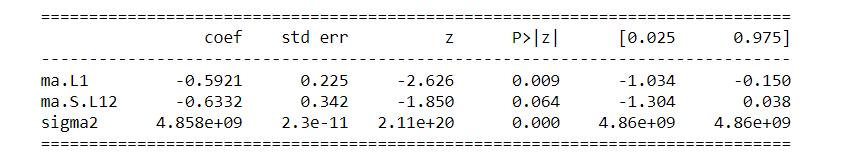 ==============================================================================
                 coef    std err          z      P>|z|      [0.025      0.975]
------------------------------------------------------------------------------
ma.L1         -0.5921      0.225     -2.626      0.009      -1.034      -0.150
ma.S.L12      -0.6332      0.342     -1.850      0.064      -1.304       0.038
sigma2      4.858e+09    2.3e-11   2.11e+20      0.000    4.86e+09    4.86e+09
==============================================================================